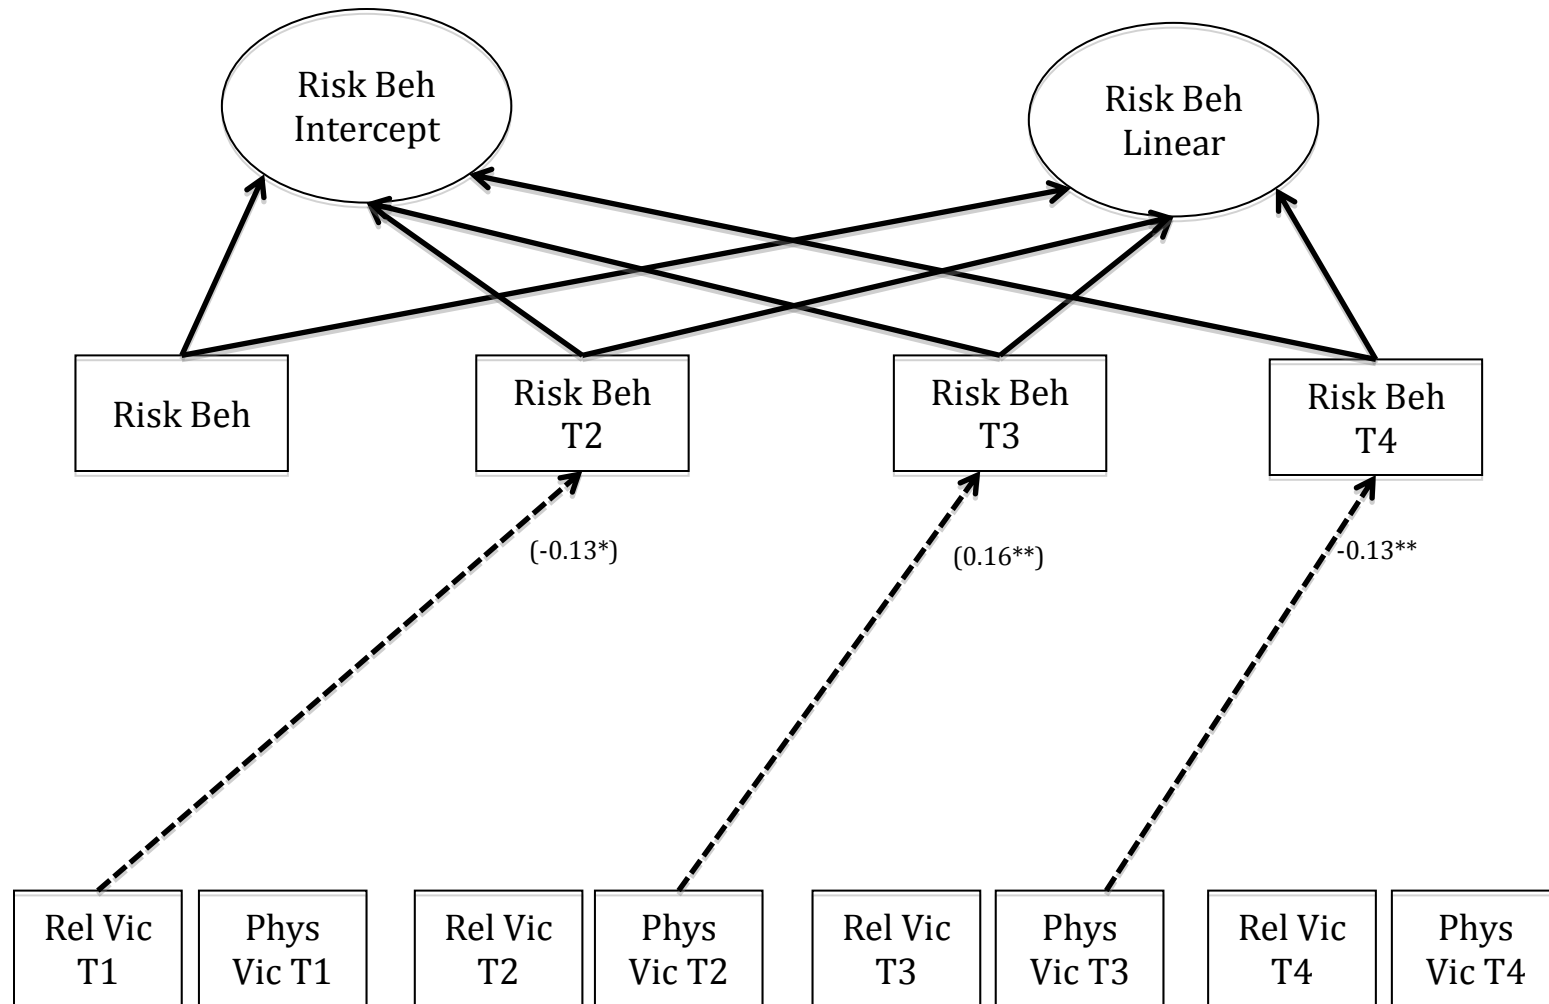 Risk Beh
Intercept
Risk Beh
Linear
Risk Beh
Risk Beh
T2
Risk Beh
T3
Risk Beh
T4
(-0.13*)
(0.16**)
-0.13**
Rel Vic
T1
Phys
Vic T1
Rel Vic
T2
Phys
Vic T2
Rel Vic
T3
Phys
Vic T3
Rel Vic
T4
Phys
Vic T4